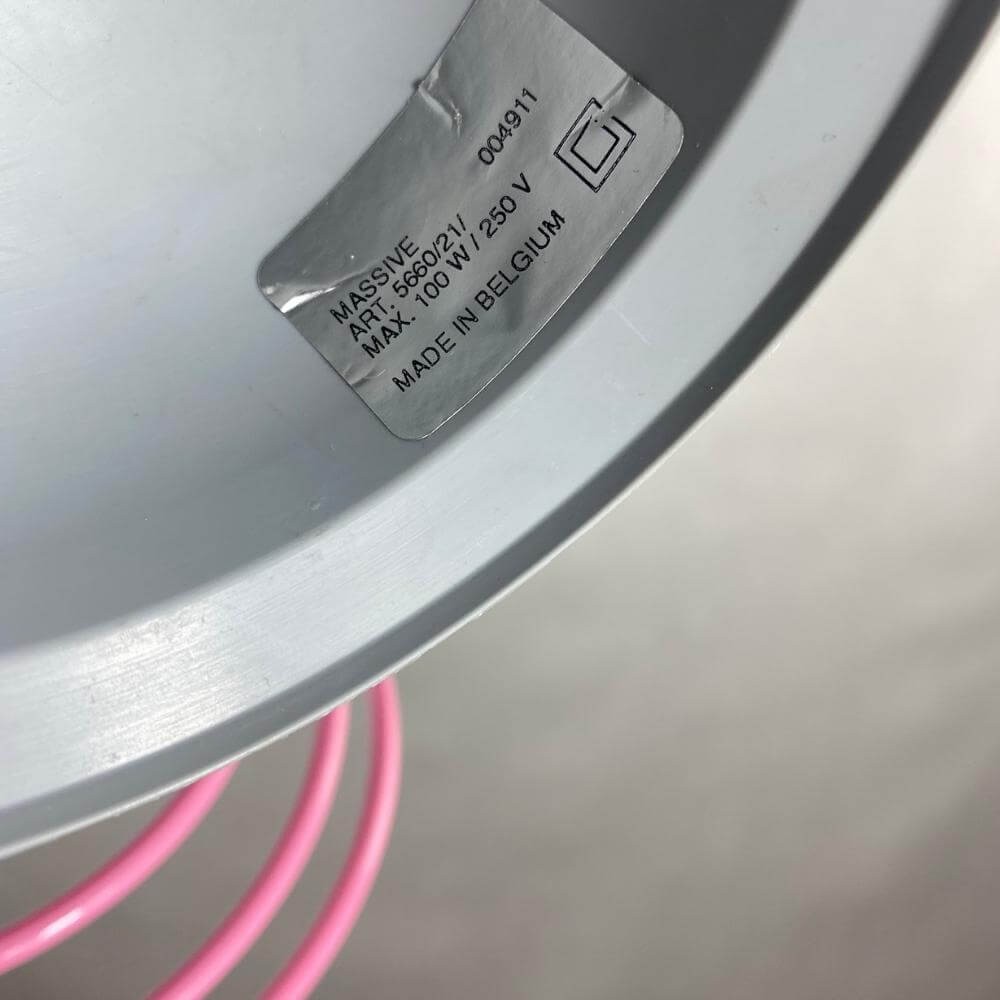 004911
MASSIVE
ART. 5660/21/
MAX. 100 W / 250 V
MADE IN BELGIUM